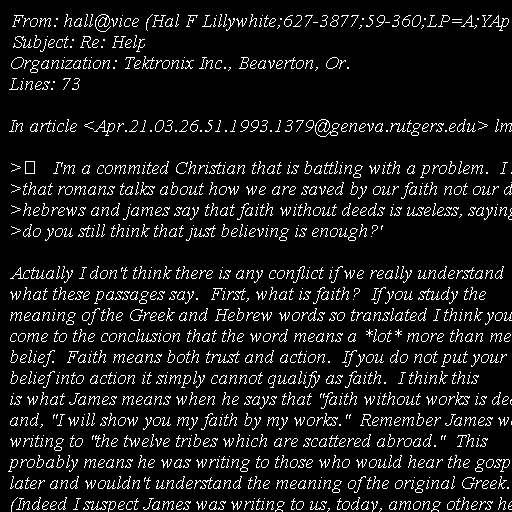 From: hall@vice (Hal F Lillywhite;627-3877;59-360;LP=A;YAp
Subject: Re: Help
Organization: Tektronix Inc., Beaverton, Or.
Lines: 73
In article <Apr.21.03.26.51.1993.1379@geneva.rutgers.edu> lm
>□ I'm a commited Christian that is battling with a problem. I
>that romans talks about how we are saved by our faith not our d
>hebrews and james say that faith without deeds is useless, saying
>do you still think that just believing is enough?'
Actually I don't think there is any conflict if we really understand
what these passages say. First, what is faith? If you study the
meaning of the Greek and Hebrew words so translated I think you
come to the conclusion that the word means a *lot* more than me
belief. Faith means both trust and action. If you do not put your
belief into action it simply cannot qualify as faith. I think this
is what James means when he says that "faith without works is dea
and, "I will show you my faith by my works." Remember James w
writing to "the twelve tribes which are scattered abroad." This
probably means he was writing to those who would hear the gosp
later and wouldn't understand the meaning of the original Greek.
(Indeed I suspect James was writing to us, today, among others he